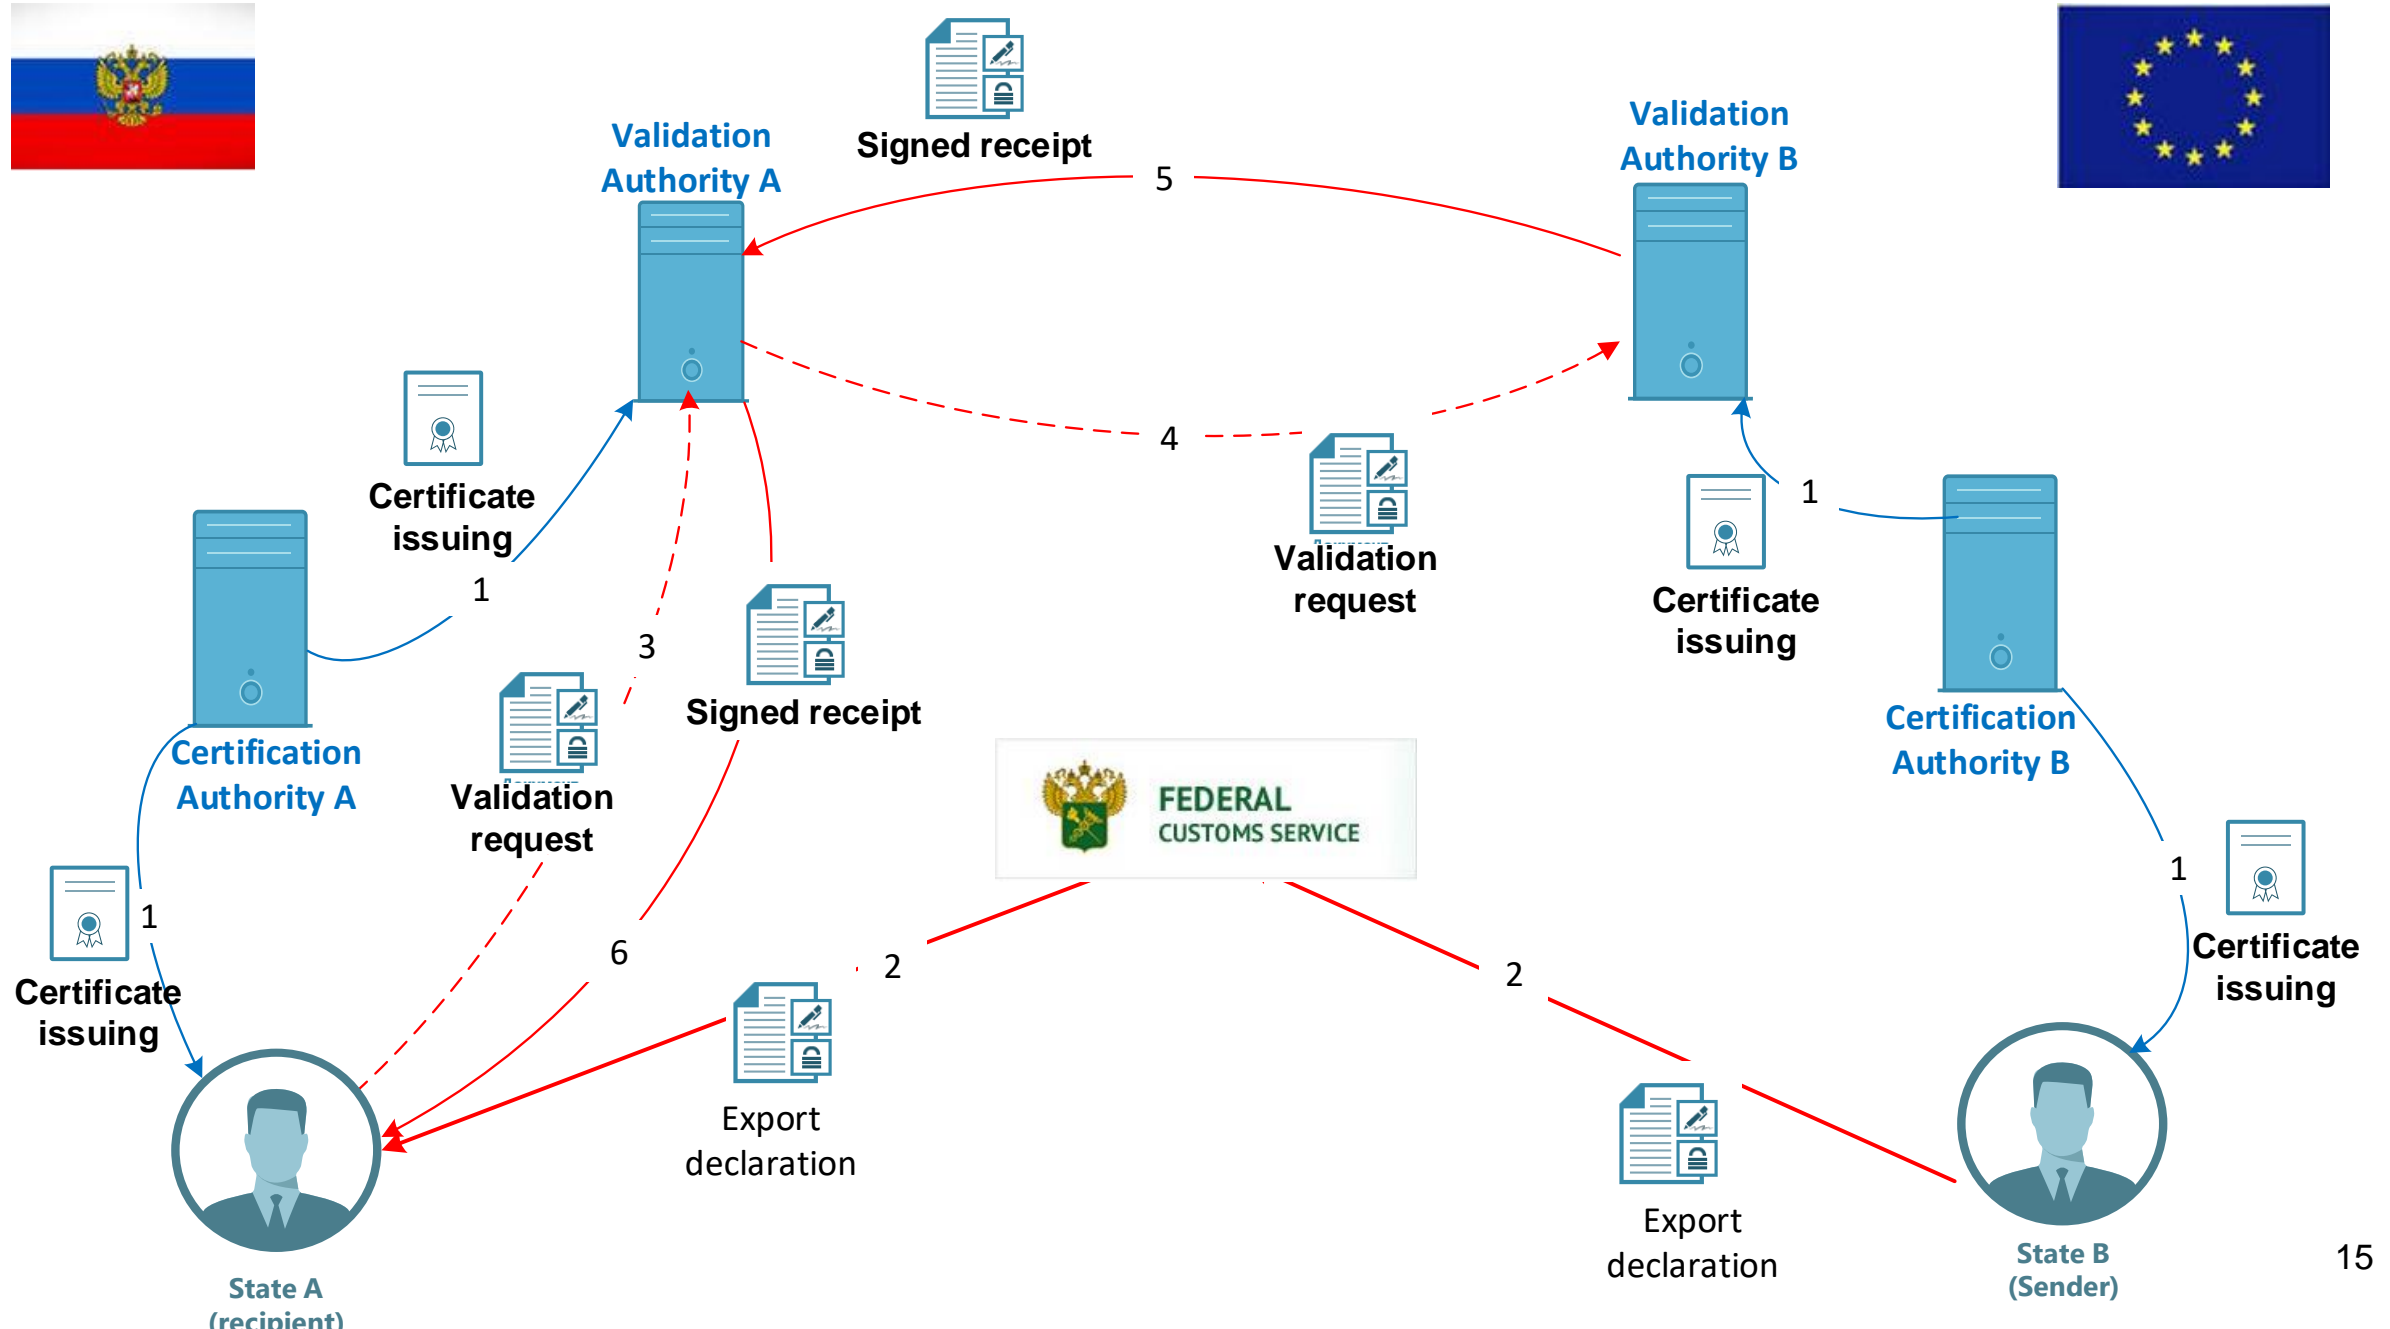 Signed receipt
Validation
Authority A
Validation
Authority B
5
4
Certificate
issuing
1
Validation
request
1
Certificate
issuing
3
Signed receipt
Certification
Authority A
Validation
request
Certification
Authority B
FEDERAL
CUSTOMS SERVICE
1
Certificate
issuing
6
2
2
1
Certificate
issuing
Export
declaration
Export
declaration
State A
(recipient)
State B
(Sender)
15